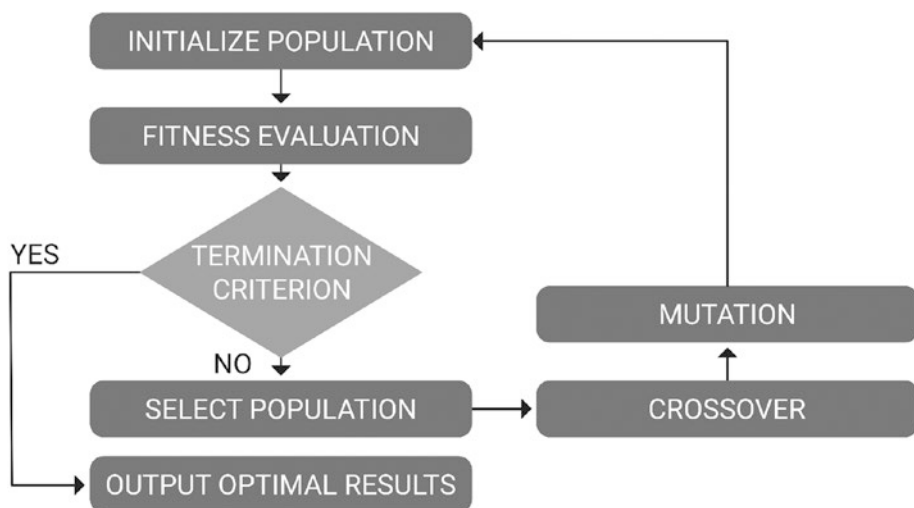 INITIALIZE POPULATION
FITNESS EVALUATION
YES
TERMINATION
CRITERION
MUTATION
NO
SELECT POPULATION
CROSSOVER
OUTPUT OPTIMAL RESULTS